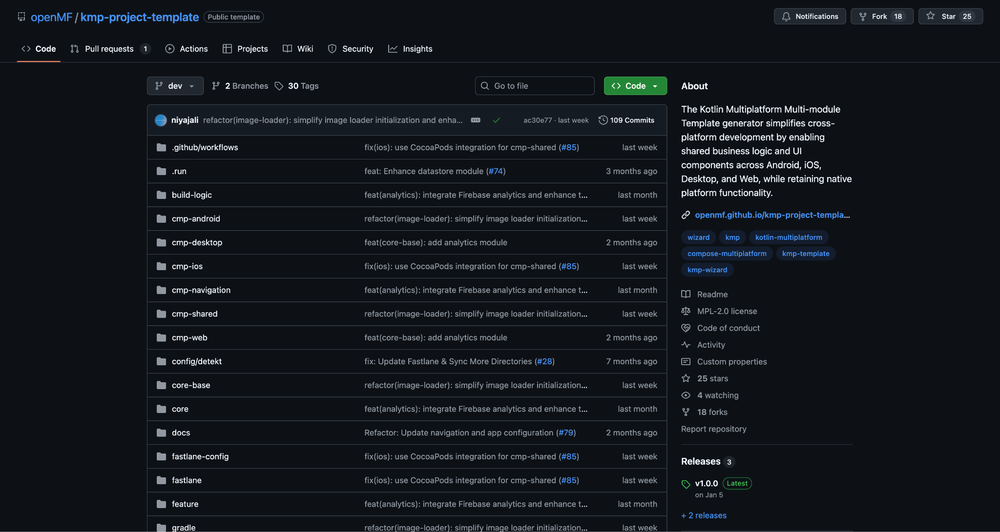 openMF / kmp-project-template Public template
Notifications Fork 18 Star 25
Code Pull requests 1 Actions Projects Wiki Security Insights
dev 2 Branches 30 Tags Go to file Code
niyajali refactor(image-loader): simplify image loader initialization and enha... ac30e77 · last week 109 Commits
.github/workflows fix(ios): use CocoaPods integration for cmp-shared (#85) last week
.run feat: Enhance datastore module (#74) 3 months ago
build-logic feat(analytics): integrate Firebase analytics and enhance t... last month
cmp-android refactor(image-loader): simplify image loader initialization... last week
cmp-desktop feat(core-base): add analytics module 2 months ago
cmp-ios fix(ios): use CocoaPods integration for cmp-shared (#85) last week
cmp-navigation feat(analytics): integrate Firebase analytics and enhance t... last month
cmp-shared refactor(image-loader): simplify image loader initialization... last week
cmp-web feat(core-base): add analytics module 2 months ago
config/detekt fix: Update Fastlane & Sync More Directories (#28) 7 months ago
core-base refactor(image-loader): simplify image loader initialization... last week
core feat(analytics): integrate Firebase analytics and enhance t... last month
docs Refactor: Update navigation and app configuration (#79) 2 months ago
fastlane-config fix(ios): use CocoaPods integration for cmp-shared (#85) last week
fastlane fix(ios): use CocoaPods integration for cmp-shared (#85) last week
feature feat(analytics): integrate Firebase analytics and enhance t... last month
gradle refactor(image-loader): simplify image loader initialization... last week
About
The Kotlin Multiplatform Multi-module
Template generator simplifies cross-
platform development by enabling
shared business logic and UI
components across Android, iOS,
Desktop, and Web, while retaining native
platform functionality.
openmf.github.io/kmp-project-templa...
wizard kmp kotlin-multiplatform
compose-multiplatform kmp-template
kmp-wizard
Readme
MPL-2.0 license
Code of conduct
Activity
Custom properties
25 stars
4 watching
18 forks
Report repository
Releases 3
v1.0.0 Latest
on Jan 5
+ 2 releases